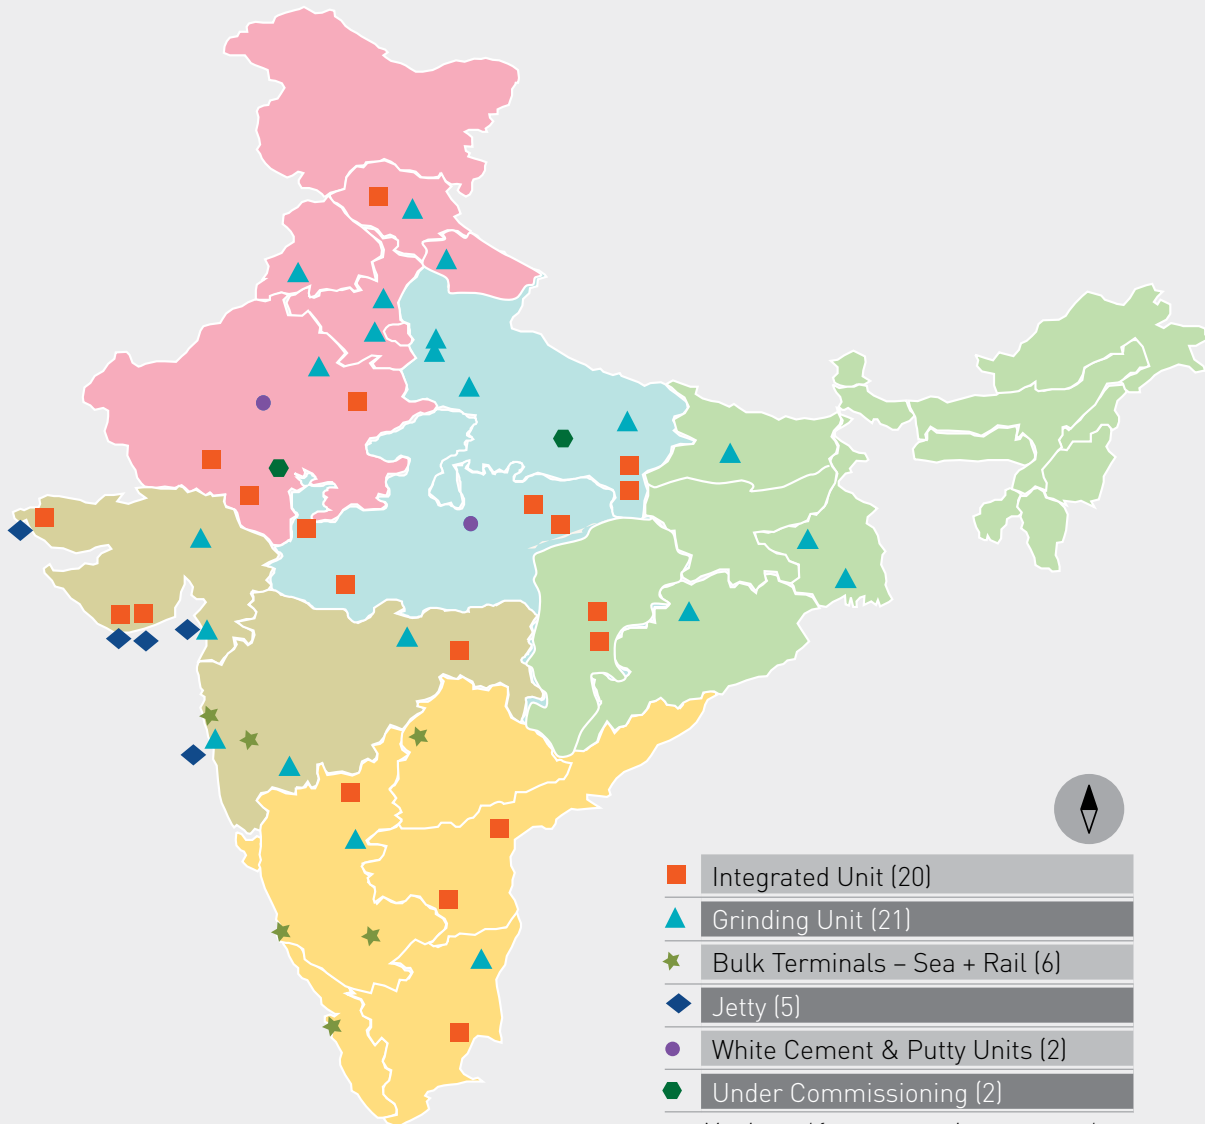 Integrated Unit (20)
Grinding Unit (21)
Bulk Terminals – Sea + Rail (6)
Jetty (5)
White Cement & Putty Units (2)
Under Commissioning (2)